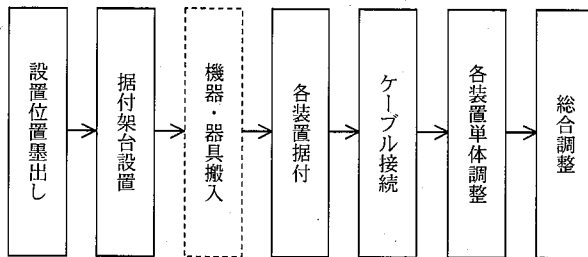 設置位置墨出し
据付架台設置
機器・器具搬入
各装置据付
ケーブル接続
各装置単体調整
総合調整